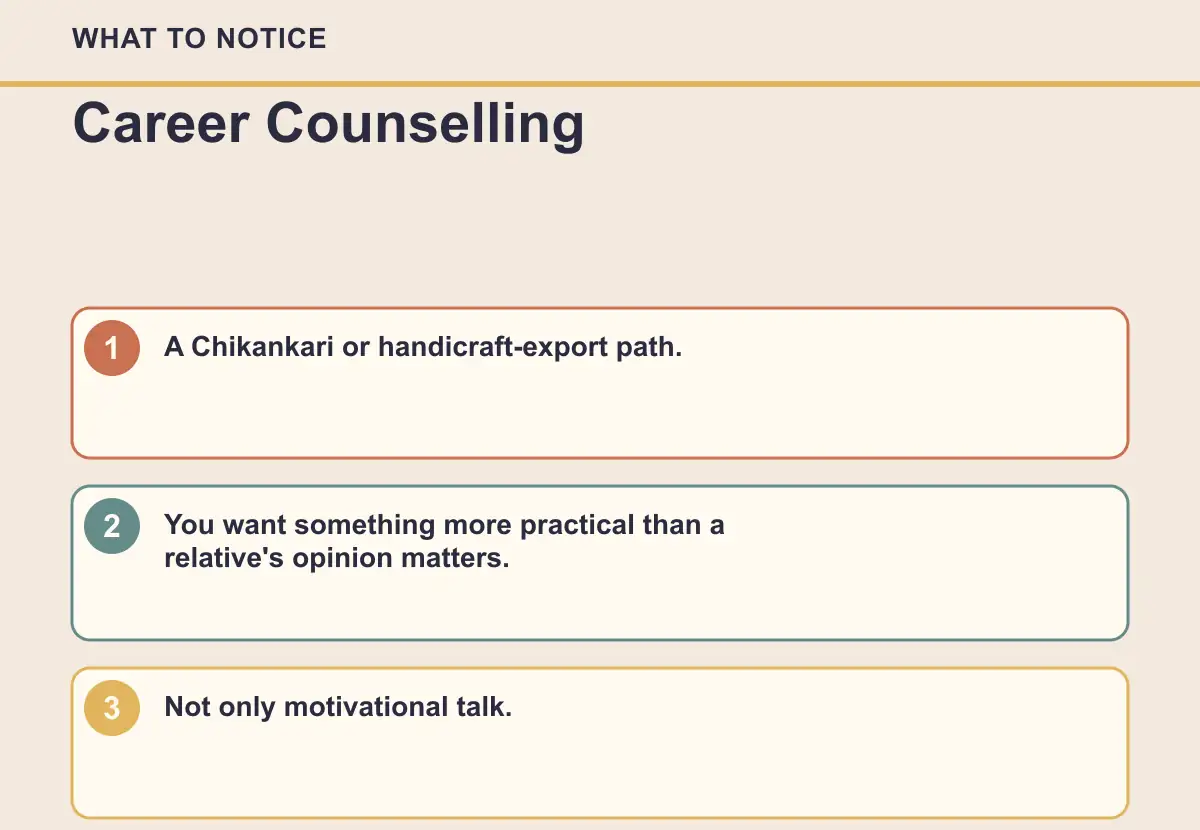 WHAT TO NOTICE
Career Counselling
1 A Chikankari or handicraft-export path.
2 You want something more practical than a
relative's opinion matters.
3 Not only motivational talk.